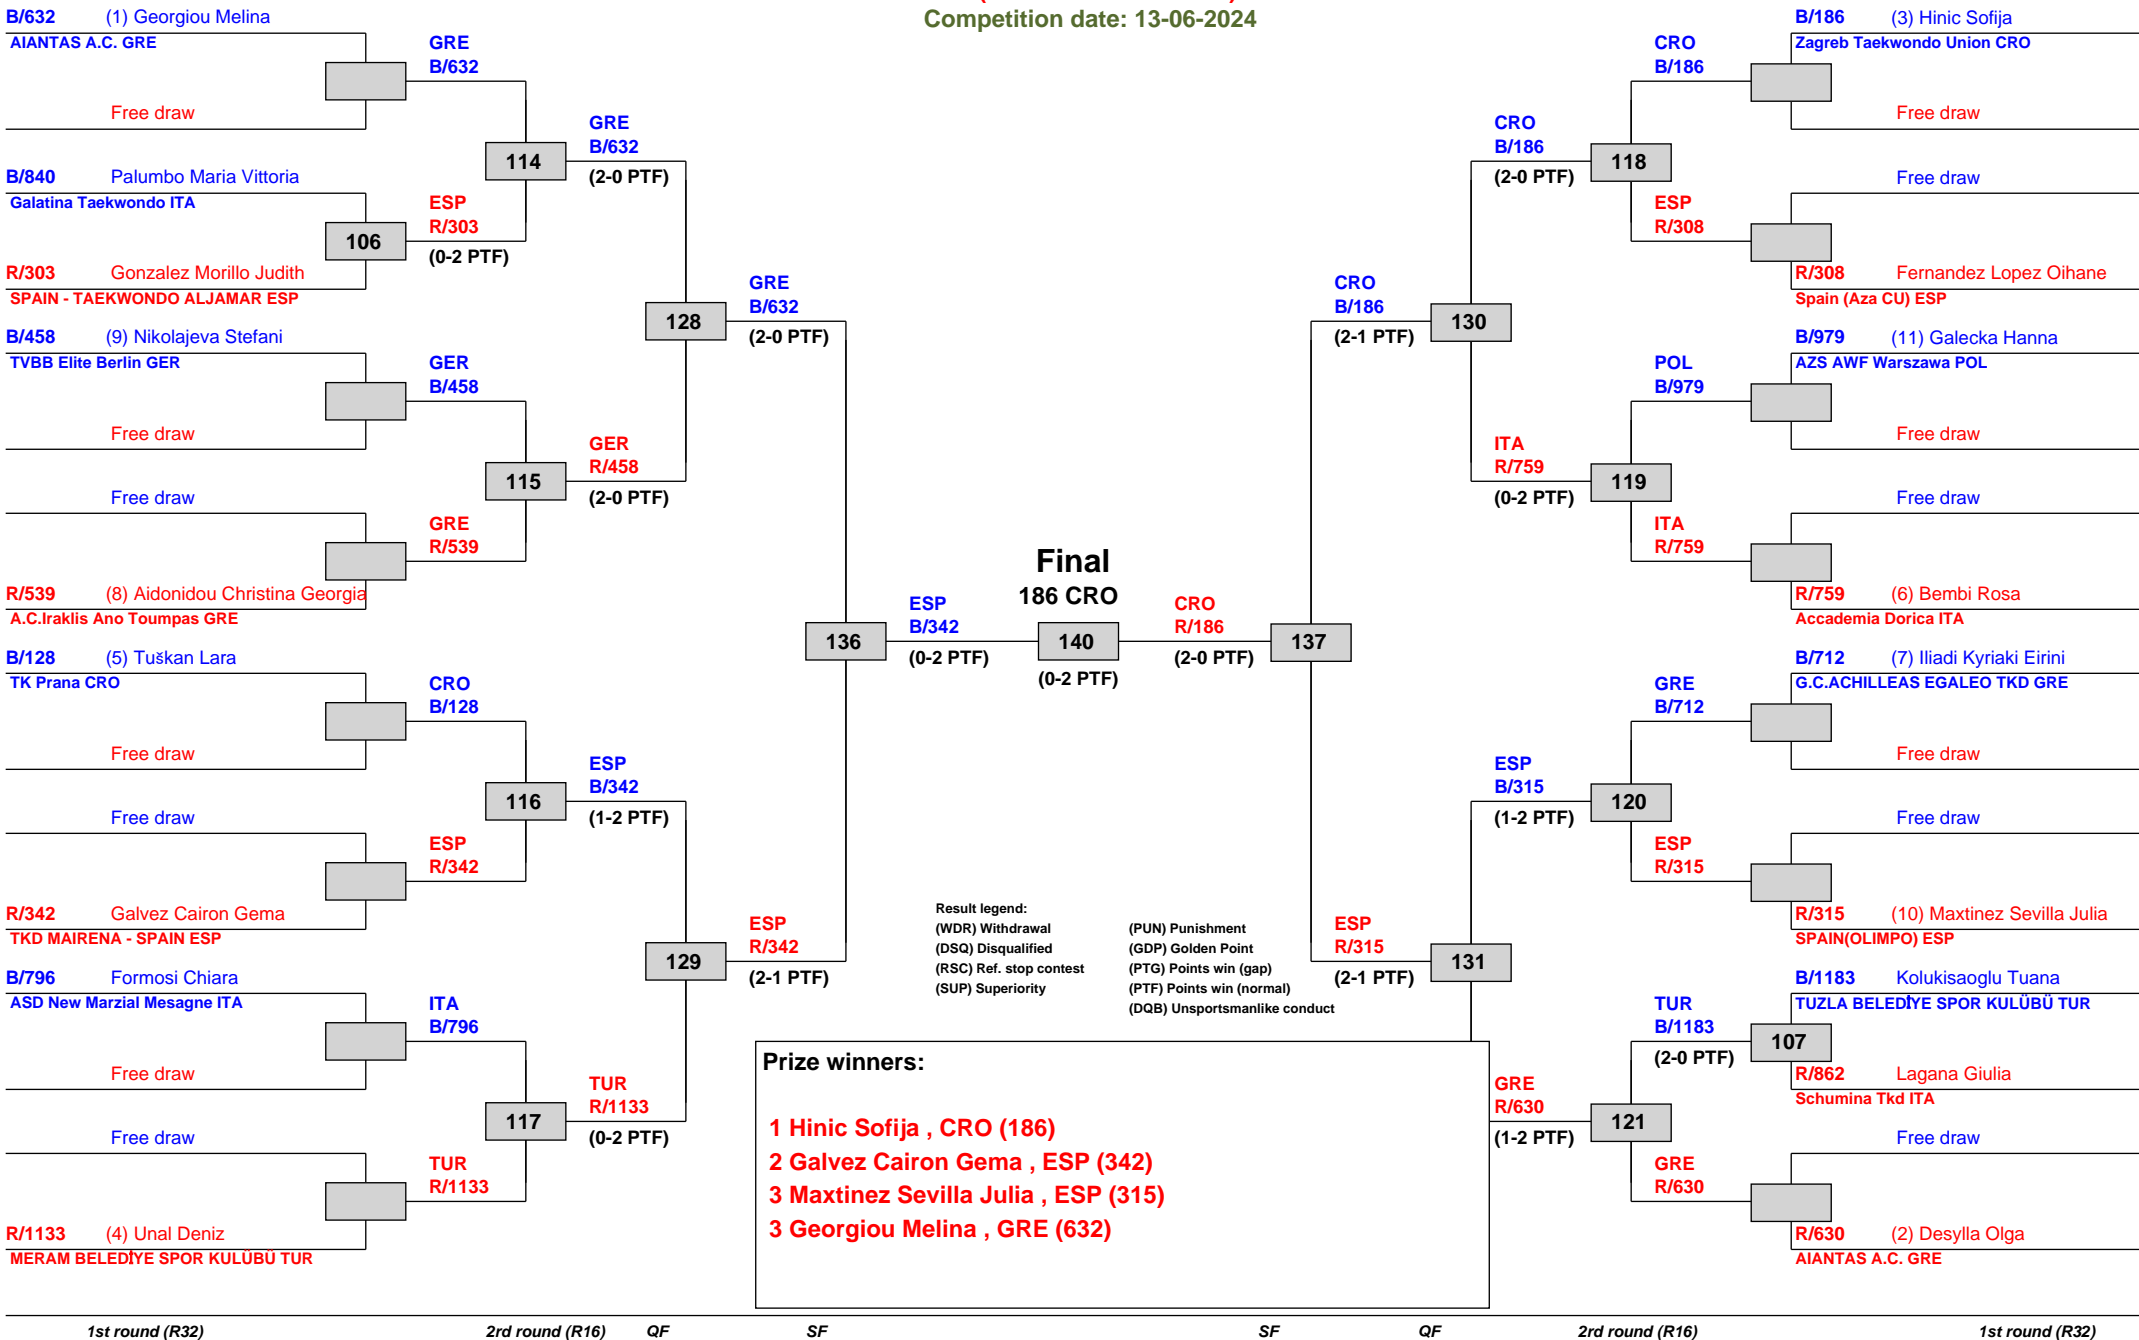 Competition date: 13-06-2024
B/632 (1) Georgiou Melina
AIANTAS A.C. GRE
Free draw
B/840 Palumbo Maria Vittoria
Galatina Taekwondo ITA
106
R/303 Gonzalez Morillo Judith
SPAIN - TAEKWONDO ALJAMAR ESP
B/458 (9) Nikolajeva Stefani
TVBB Elite Berlin GER
Free draw
Free draw
R/539 (8) Aidonidou Christina Georgia
A.C.Iraklis Ano Toumpas GRE
B/128 (5) Tuškan Lara
TK Prana CRO
Free draw
Free draw
R/342 Galvez Cairon Gema
TKD MAIRENA - SPAIN ESP
B/796 Formosi Chiara
ASD New Marzial Mesagne ITA
Free draw
Free draw
R/1133 (4) Unal Deniz
MERAM BELEDİYE SPOR KULÜBÜ TUR
GRE
B/632
114
ESP
R/303
(0-2 PTF)
GER
B/458
115
GRE
R/539
CRO
B/128
116
ESP
R/342
ITA
B/796
117
TUR
R/1133
GRE
B/632
(2-0 PTF)
128
GER
R/458
(2-0 PTF)
ESP
B/342
(1-2 PTF)
129
TUR
R/1133
(0-2 PTF)
GRE
B/632
(2-0 PTF)
136
ESP
R/342
(2-1 PTF)
ESP
B/342
(0-2 PTF)
Final
186 CRO
140
(0-2 PTF)
CRO
R/186
(2-0 PTF)
137
CRO
B/186
(2-1 PTF)
130
ESP
R/315
(2-1 PTF)
131
CRO
B/186
(2-0 PTF)
118
ITA
R/759
(0-2 PTF)
119
ESP
B/315
(1-2 PTF)
120
GRE
R/630
(1-2 PTF)
121
CRO
B/186
ESP
R/308
POL
B/979
ITA
R/759
GRE
B/712
ESP
R/315
TUR
B/1183
(2-0 PTF)
107
GRE
R/630
B/186 (3) Hinic Sofija
Zagreb Taekwondo Union CRO
Free draw
Free draw
R/308 Fernandez Lopez Oihane
Spain (Aza CU) ESP
B/979 (11) Galecka Hanna
AZS AWF Warszawa POL
Free draw
Free draw
R/759 (6) Bembi Rosa
Accademia Dorica ITA
B/712 (7) Iliadi Kyriaki Eirini
G.C.ACHILLEAS EGALEO TKD GRE
Free draw
Free draw
R/315 (10) Maxtinez Sevilla Julia
SPAIN(OLIMPO) ESP
B/1183 Kolukisaoglu Tuana
TUZLA BELEDİYE SPOR KULÜBÜ TUR
R/862 Lagana Giulia
Schumina Tkd ITA
Free draw
R/630 (2) Desylla Olga
AIANTAS A.C. GRE
Result legend:
(WDR) Withdrawal (PUN) Punishment
(DSQ) Disqualified (GDP) Golden Point
(RSC) Ref. stop contest (PTG) Points win (gap)
(SUP) Superiority (PTF) Points win (normal)
(DQB) Unsportsmanlike conduct
Prize winners:
1 Hinic Sofija , CRO (186)
2 Galvez Cairon Gema , ESP (342)
3 Maxtinez Sevilla Julia , ESP (315)
3 Georgiou Melina , GRE (632)
1st round (R32) 2rd round (R16) QF SF SF QF 2rd round (R16) 1st round (R32)